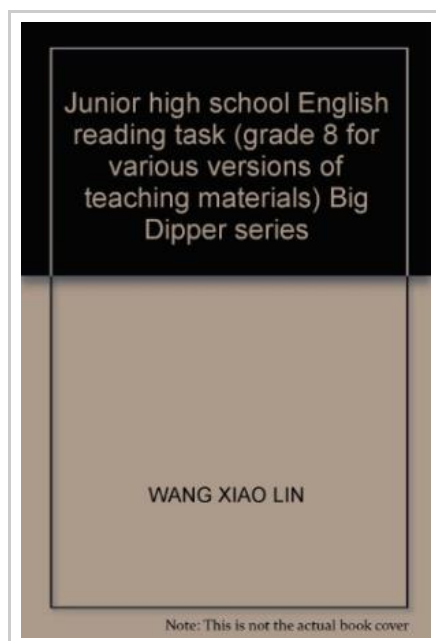 Junior high school English
reading task (grade 8 for
various versions of
teaching materials) Big
Dipper series
WANG XIAO LIN
Note: This is not the actual book cover